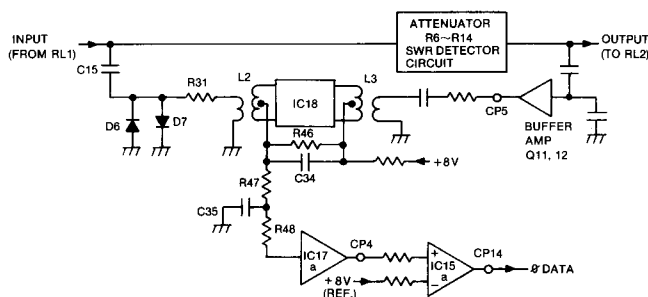 INPUT
(FROM RL1)
ATTENUATOR
R6~R14
SWR DETECTOR
CIRCUIT
OUTPUT
(TO RL2)
C15
R31
L2
IC18
L3
CP5
BUFFER
AMP
Q11, 12
D6
D7
R46
C34
+8V
R47
C35
R48
IC17
a
CP4
+8V
(REF.)
+
IC15
a
−
CP14
θ DATA